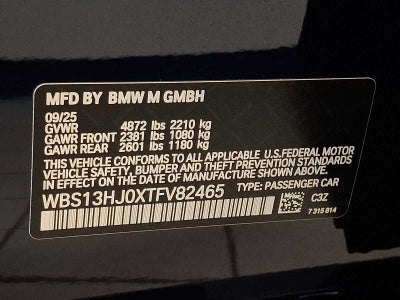 MFD BY BMW M GMBH
09/25
GVWR 4872 lbs 2210 kg
GAWR FRONT 2381 lbs 1080 kg
GAWR REAR 2601 lbs 1180 kg
THIS VEHICLE CONFORMS TO ALL APPLICABLE U.S.FEDERAL MOTOR
VEHICLE SAFETY, BUMPER, AND THEFT PREVENTION STANDARDS
IN EFFECT ON THE DATE OF MANUFACTURE SHOWN ABOVE.
WBS13HJ0XTFV82465 TYPE: PASSENGER CAR
C3Z
7 315 814